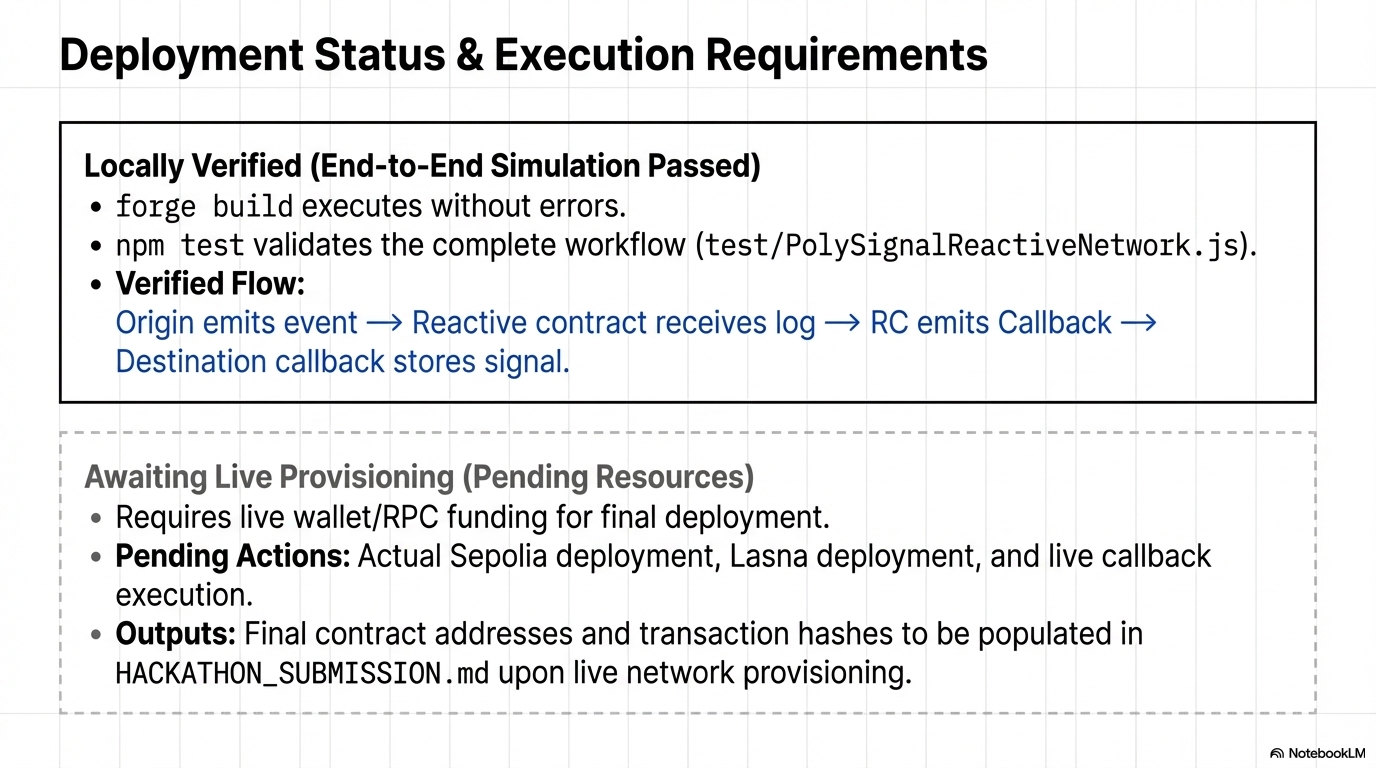 Deployment Status & Execution Requirements
Locally Verified (End-to-End Simulation Passed)
• forge build executes without errors.
• npm test validates the complete workflow (test/PolySignalReactiveNetwork.js).
• Verified Flow:
Origin emits event → Reactive contract receives log → RC emits Callback →
Destination callback stores signal.
Awaiting Live Provisioning (Pending Resources)
• Requires live wallet/RPC funding for final deployment.
• Pending Actions: Actual Sepolia deployment, Lasna deployment, and live callback
execution.
• Outputs: Final contract addresses and transaction hashes to be populated in
HACKATHON_SUBMISSION.md upon live network provisioning.
NotebookLM